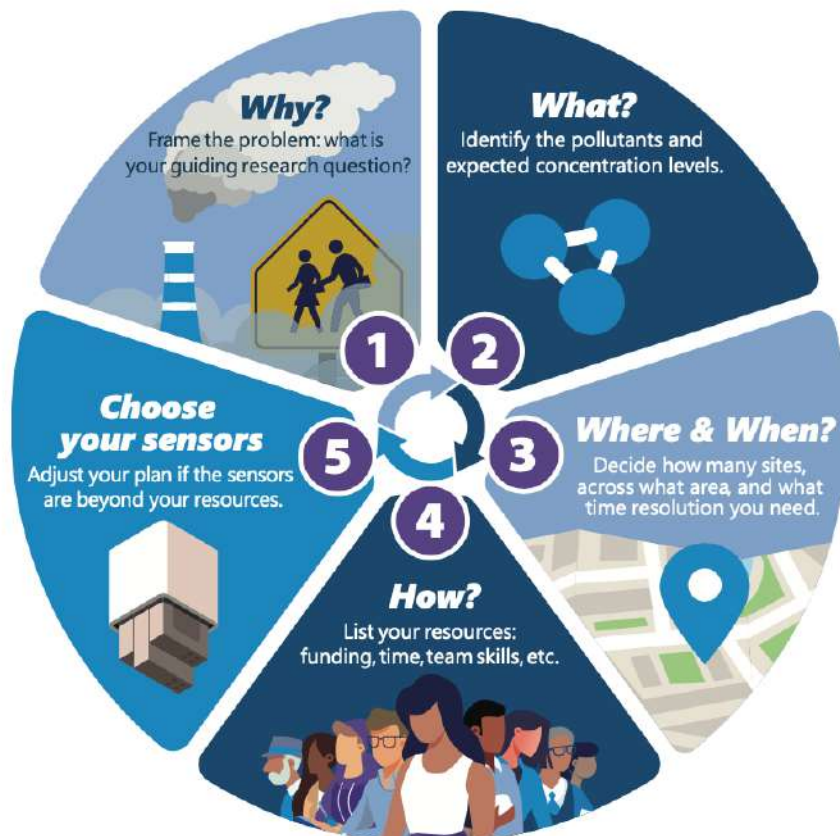 Why?
Frame the problem: what is
your guiding research question?
1
What?
Identify the pollutants and
expected concentration levels.
2
Where & When?
Decide how many sites,
across what area, and what
time resolution you need.
3
How?
List your resources:
funding, time, team skills, etc.
4
Choose
your sensors
Adjust your plan if the sensors
are beyond your resources.
5